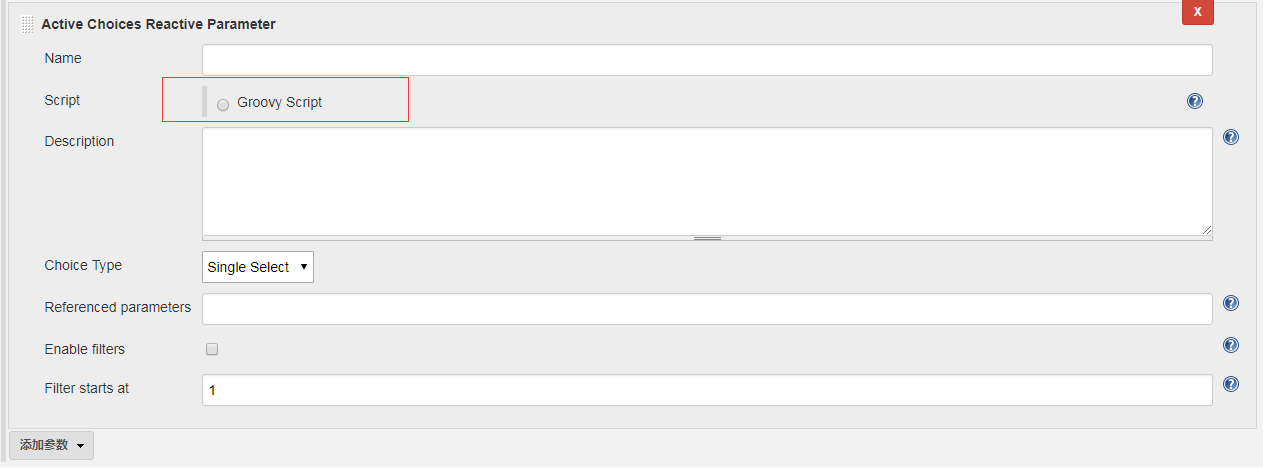 X
Active Choices Reactive Parameter
Name
Script
Groovy Script
?
Description
?
Choice Type
Single Select
Referenced parameters
?
Enable filters
?
Filter starts at
1
?
添加参数